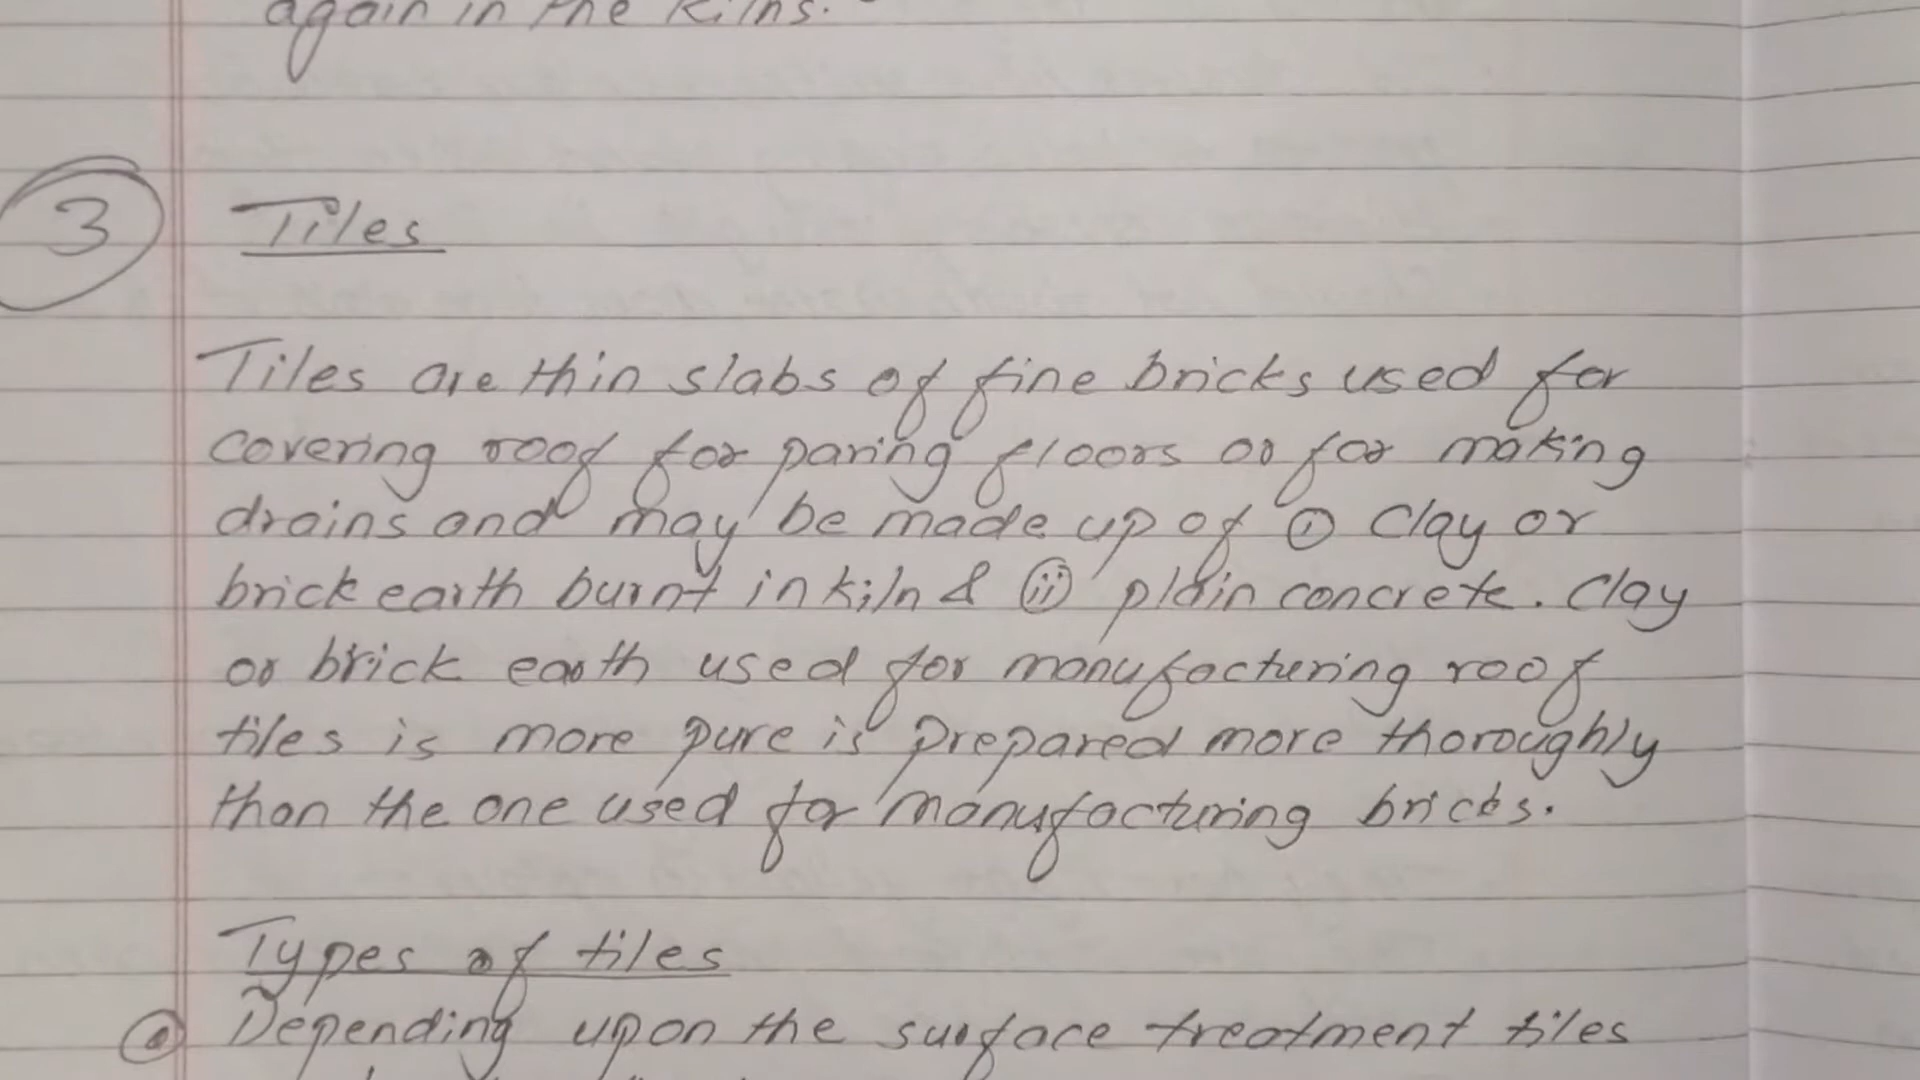 again in the kilns.
3 Tiles
Tiles are thin slabs of fine bricks used for
covering roof for paving floors or for making
drains and may be made up of (i) Clay or
brick earth burnt in kiln & (ii) plain concrete. Clay
or brick earth used for manufacturing roof
tiles is more pure is prepared more thoroughly
than the one used for manufacturing bricks.
Types of tiles
(a) Depending upon the surface treatment tiles